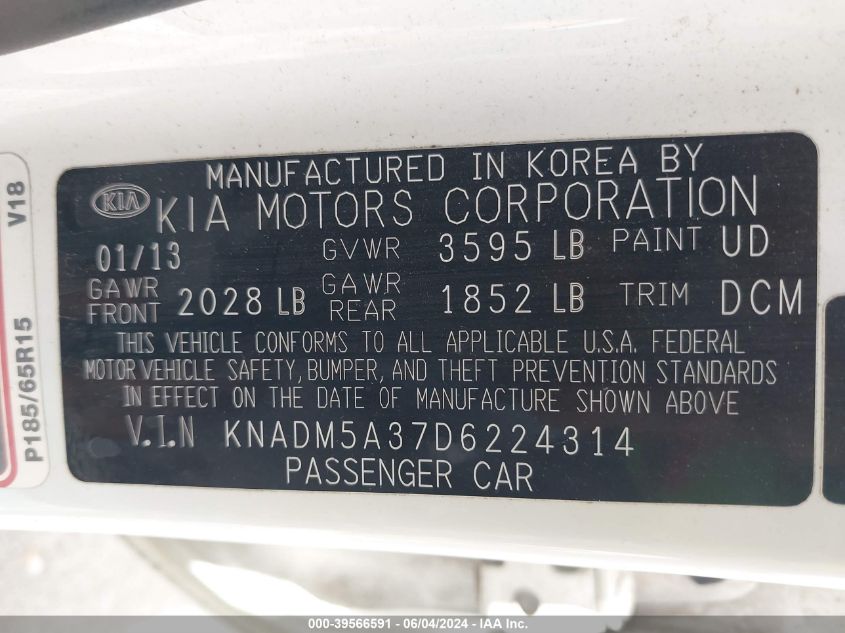 MANUFACTURED IN KOREA BY
KIA KIA MOTORS CORPORATION
01/13 GVWR 3595 LB PAINT UD
GAWR FRONT 2028 LB GAWR REAR 1852 LB TRIM DCM
THIS VEHICLE CONFORMS TO ALL APPLICABLE U.S.A. FEDERAL
MOTOR VEHICLE SAFETY, BUMPER, AND THEFT PREVENTION STANDARDS
IN EFFECT ON THE DATE OF MANUFACTURE SHOWN ABOVE
V.I.N KNADM5A37D6224314
PASSENGER CAR
P185/65R15 V18
000-39566591 / 06/04/2024 - IAA Inc.